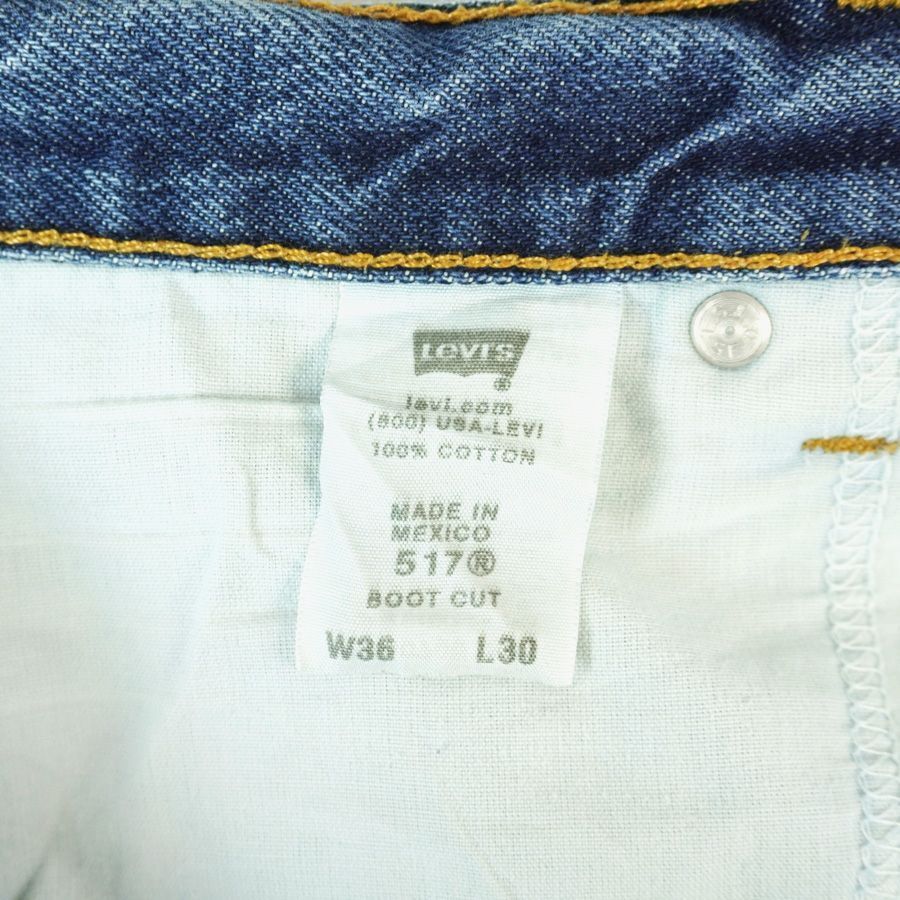 LEVI'S®
levi.com
(800) USA-LEVI
100% COTTON
MADE IN
MEXICO
517®
BOOT CUT
W36 L30